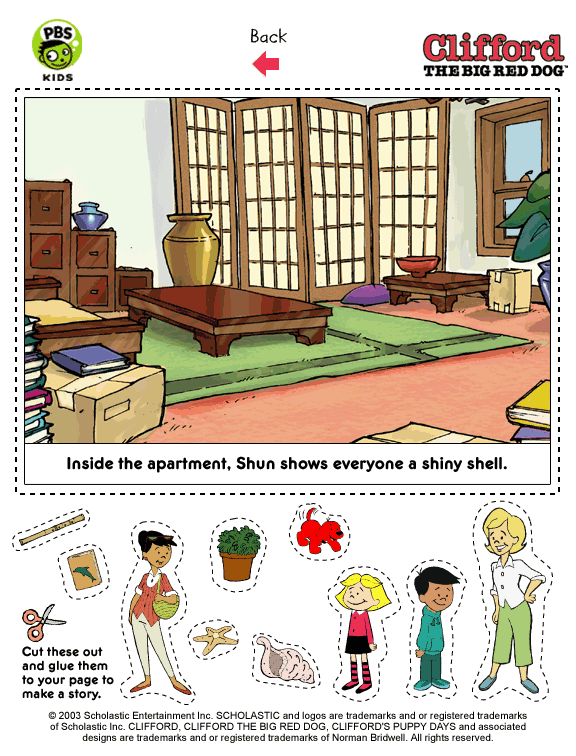 PBS
KIDS
Back
Clifford
THE BIG RED DOG™
Inside the apartment, Shun shows everyone a shiny shell.
Cut these out
and glue them
to your page to
make a story.
© 2003 Scholastic Entertainment Inc. SCHOLASTIC and logos are trademarks and or registered trademarks
of Scholastic Inc. CLIFFORD, CLIFFORD THE BIG RED DOG, CLIFFORD'S PUPPY DAYS and associated
designs are trademarks and or registered trademarks of Norman Bridwell. All rights reserved.